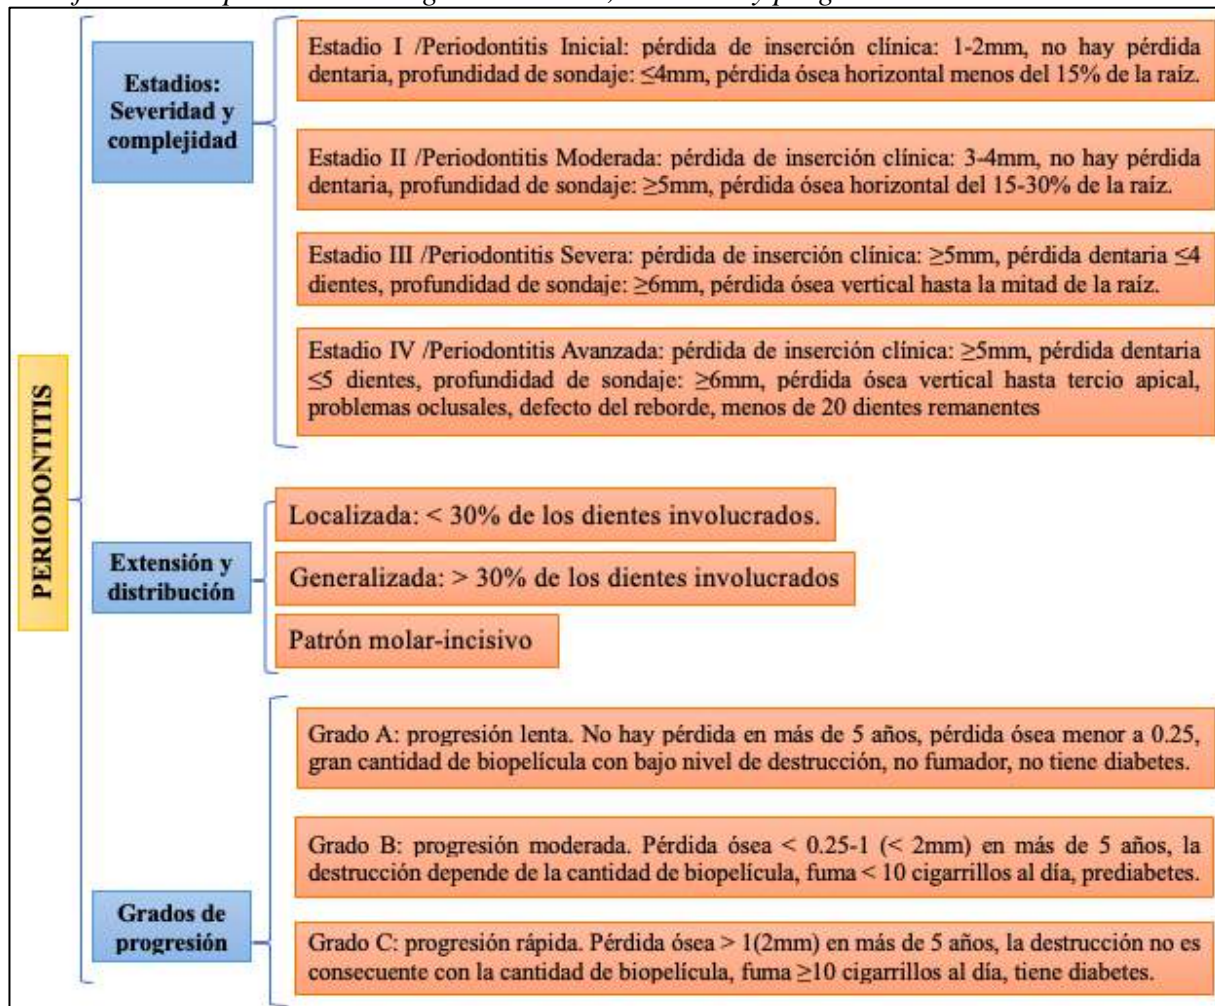 PERIODONTITIS
Estadios:
Severidad y
complejidad
Estadio I /Periodontitis Inicial: pérdida de inserción clínica: 1-2mm, no hay pérdida
dentaria, profundidad de sondaje: ≤4mm, pérdida ósea horizontal menos del 15% de la raíz.
Estadio II /Periodontitis Moderada: pérdida de inserción clínica: 3-4mm, no hay pérdida
dentaria, profundidad de sondaje: ≥5mm, pérdida ósea horizontal del 15-30% de la raíz.
Estadio III /Periodontitis Severa: pérdida de inserción clínica: ≥5mm, pérdida dentaria ≤4
dientes, profundidad de sondaje: ≥6mm, pérdida ósea vertical hasta la mitad de la raíz.
Estadio IV /Periodontitis Avanzada: pérdida de inserción clínica: ≥5mm, pérdida dentaria
≤5 dientes, profundidad de sondaje: ≥6mm, pérdida ósea vertical hasta tercio apical,
problemas oclusales, defecto del reborde, menos de 20 dientes remanentes
Extensión y
distribución
Localizada: < 30% de los dientes involucrados.
Generalizada: > 30% de los dientes involucrados
Patrón molar-incisivo
Grados de
progresión
Grado A: progresión lenta. No hay pérdida en más de 5 años, pérdida ósea menor a 0.25,
gran cantidad de biopelícula con bajo nivel de destrucción, no fumador, no tiene diabetes.
Grado B: progresión moderada. Pérdida ósea < 0.25-1 (< 2mm) en más de 5 años, la
destrucción depende de la cantidad de biopelícula, fuma < 10 cigarrillos al día, prediabetes.
Grado C: progresión rápida. Pérdida ósea > 1(2mm) en más de 5 años, la destrucción no es
consecuente con la cantidad de biopelícula, fuma ≥10 cigarrillos al día, tiene diabetes.